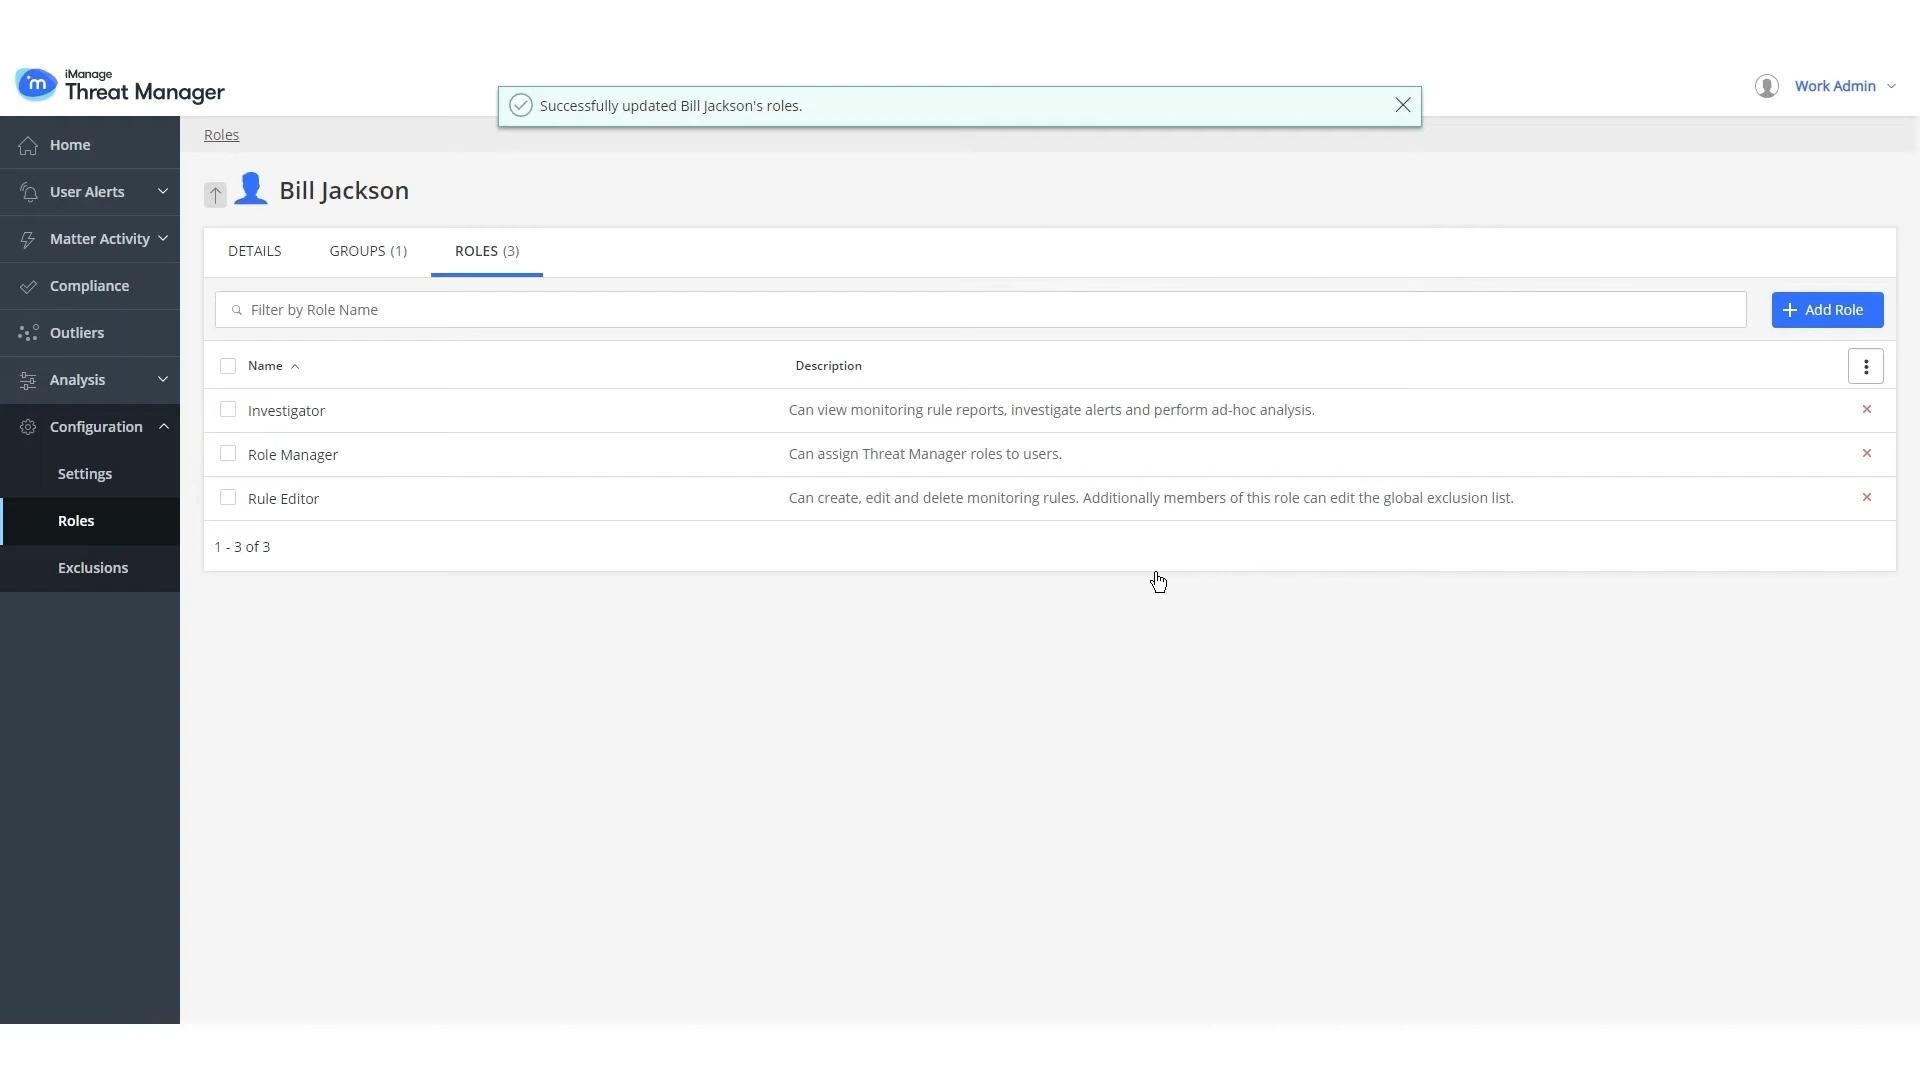 iManage
Threat Manager
Successfully updated Bill Jackson's roles.
Work Admin
Home
User Alerts
Matter Activity
Compliance
Outliers
Analysis
Configuration
Settings
Roles
Exclusions
Roles
Bill Jackson
DETAILS
GROUPS (1)
ROLES (3)
Filter by Role Name
Add Role
Name
Description
Investigator
Can view monitoring rule reports, investigate alerts and perform ad-hoc analysis.
Role Manager
Can assign Threat Manager roles to users.
Rule Editor
Can create, edit and delete monitoring rules. Additionally members of this role can edit the global exclusion list.
1 - 3 of 3